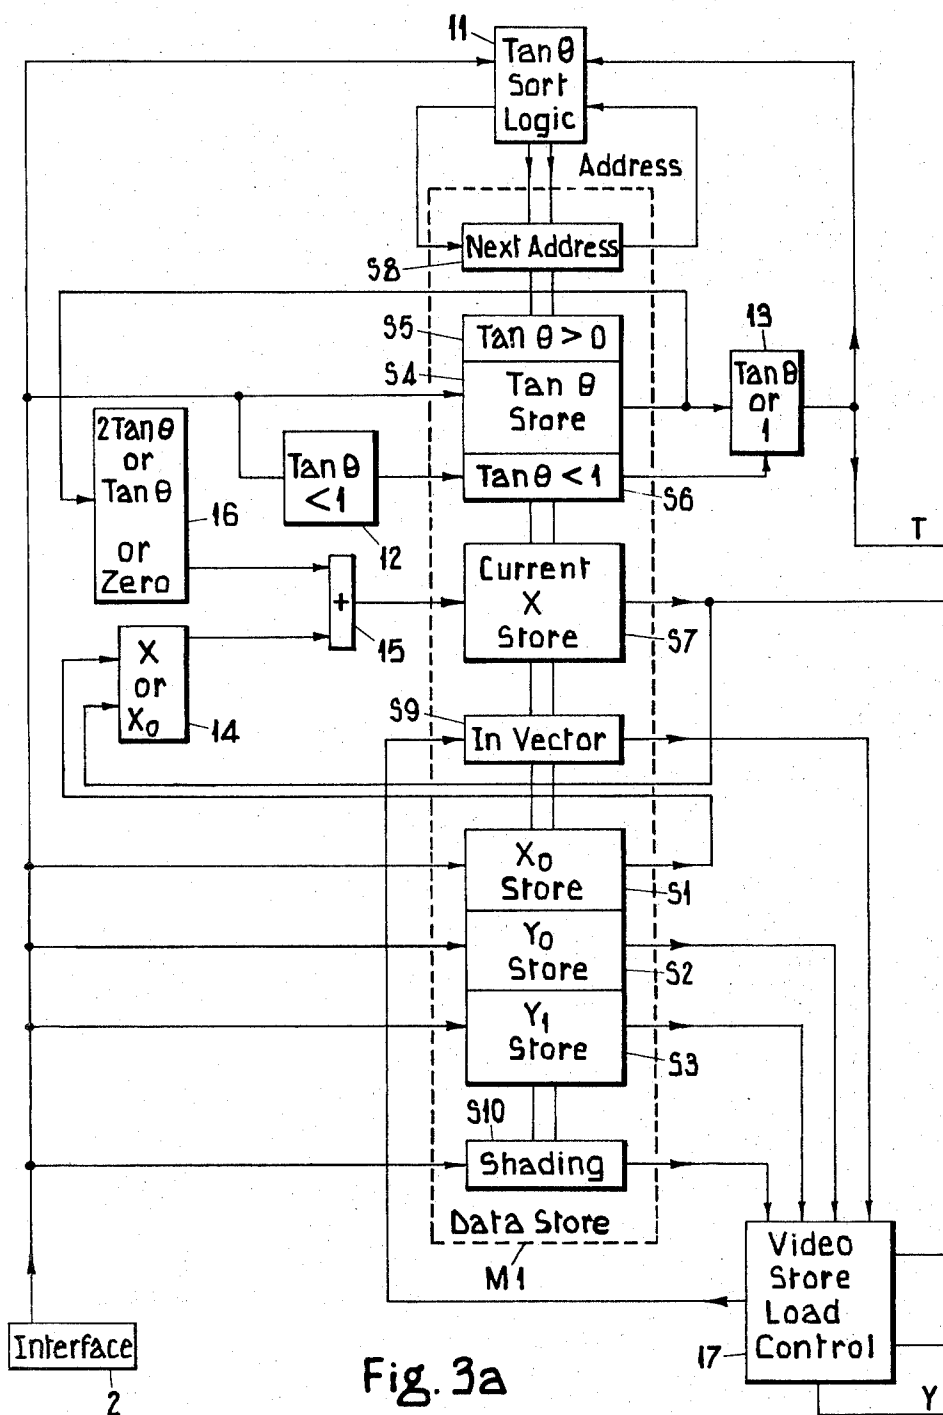 11
Tan θ
Sort
Logic
Address
Next Address
S8
S5
Tan θ > 0
13
S4
Tan θ
Store
Tan θ
or
1
2Tan θ
or
Tan θ
or
Zero
16
Tan θ
< 1
12
Tan θ < 1
S6
T
Current
X
Store
S7
+
15
X
or
X0
14
S9
In Vector
X0
Store
S1
Y0
Store
S2
Y1
Store
S3
S10
Shading
Data Store
M1
Video
Store
Load
Control
17
Interface
2
Fig. 3a
Y